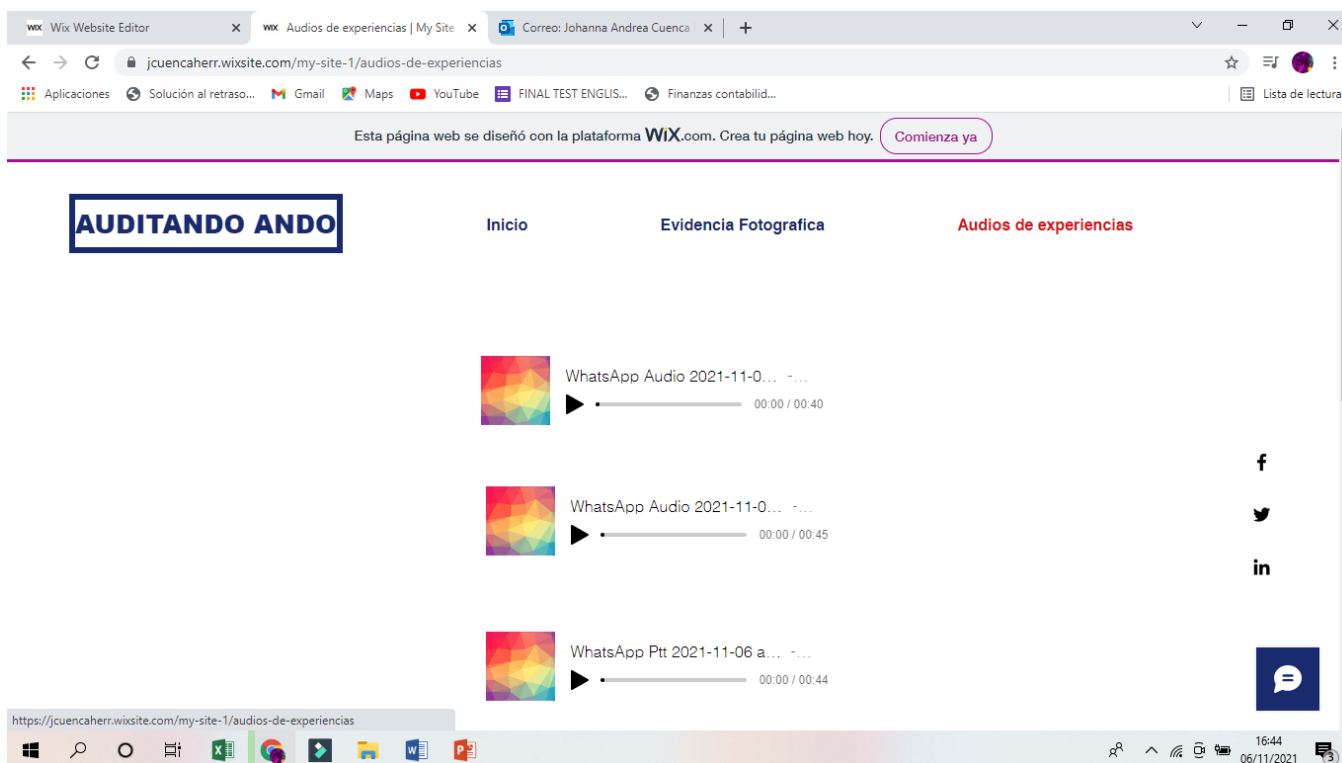 Wix Website Editor
Audios de experiencias | My Site
Correo: Johanna Andrea Cuenca
jcuencaherr.wixsite.com/my-site-1/audios-de-experiencias
Aplicaciones Solución al retraso... Gmail Maps YouTube FINAL TEST ENGLIS... Finanzas contabilid... Lista de lectura
Esta página web se diseñó con la plataforma WiX.com. Crea tu página web hoy. Comienza ya
AUDITANDO ANDO
Inicio
Evidencia Fotografica
Audios de experiencias
WhatsApp Audio 2021-11-0... -...
00:00 / 00:40
WhatsApp Audio 2021-11-0... -...
00:00 / 00:45
WhatsApp Ptt 2021-11-06 a... -...
00:00 / 00:44
https://jcuencaherr.wixsite.com/my-site-1/audios-de-experiencias
16:44
06/11/2021
3